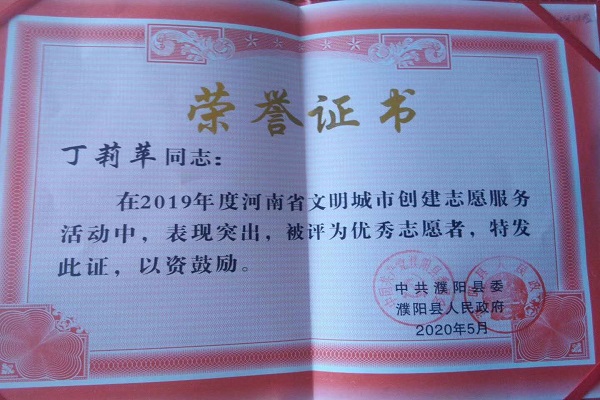 荣誉证书
丁莉苹同志：
在2019年度河南省文明城市创建志愿服务
活动中，表现突出，被评为优秀志愿者，特发
此证，以资鼓励。
中共濮阳县委
濮阳县人民政府
2020年5月